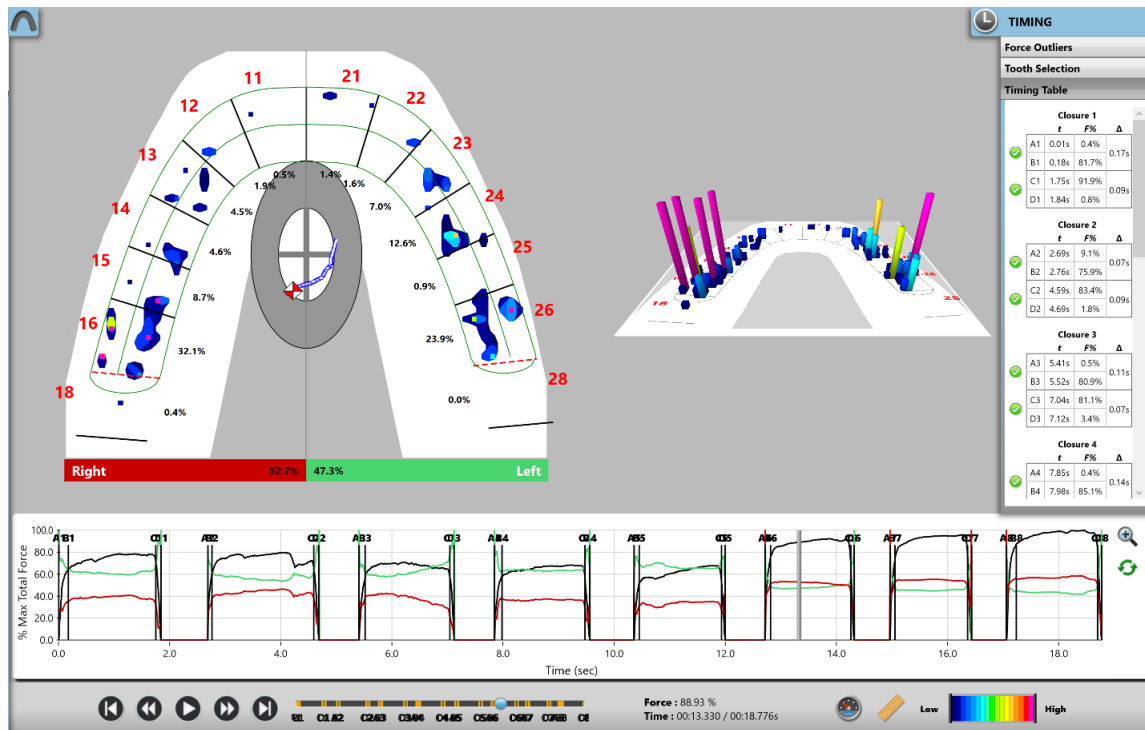 TIMING
Force Outliers
Tooth Selection
Timing Table
Closure 1
t F% Δ
A1 0.01s 0.4% 0.17s
B1 0.18s 81.7%
C1 1.75s 91.9% 0.09s
D1 1.84s 0.8%
Closure 2
t F% Δ
A2 2.69s 9.1% 0.07s
B2 2.76s 75.9%
C2 4.59s 83.4% 0.09s
D2 4.69s 1.8%
Closure 3
t F% Δ
A3 5.41s 0.5% 0.11s
B3 5.52s 80.9%
C3 7.04s 81.1% 0.07s
D3 7.12s 3.4%
Closure 4
t F% Δ
A4 7.85s 0.4% 0.14s
B4 7.98s 85.1%
11 21
12 22
13 23
14 24
15 25
16 26
18 28
0.5% 1.4%
1.9% 1.6%
4.5% 7.0%
4.6% 12.6%
8.7% 0.9%
32.1% 23.9%
0.4% 0.0%
Right 52.7% 47.3% Left
18 28
% Max Total Force
100.0
80.0
60.0
40.0
20.0
0.0
0.0 2.0 4.0 6.0 8.0 10.0 12.0 14.0 16.0 18.0
Time (sec)
Force : 88.93 %
Time : 00:13.330 / 00:18.776s
Low High